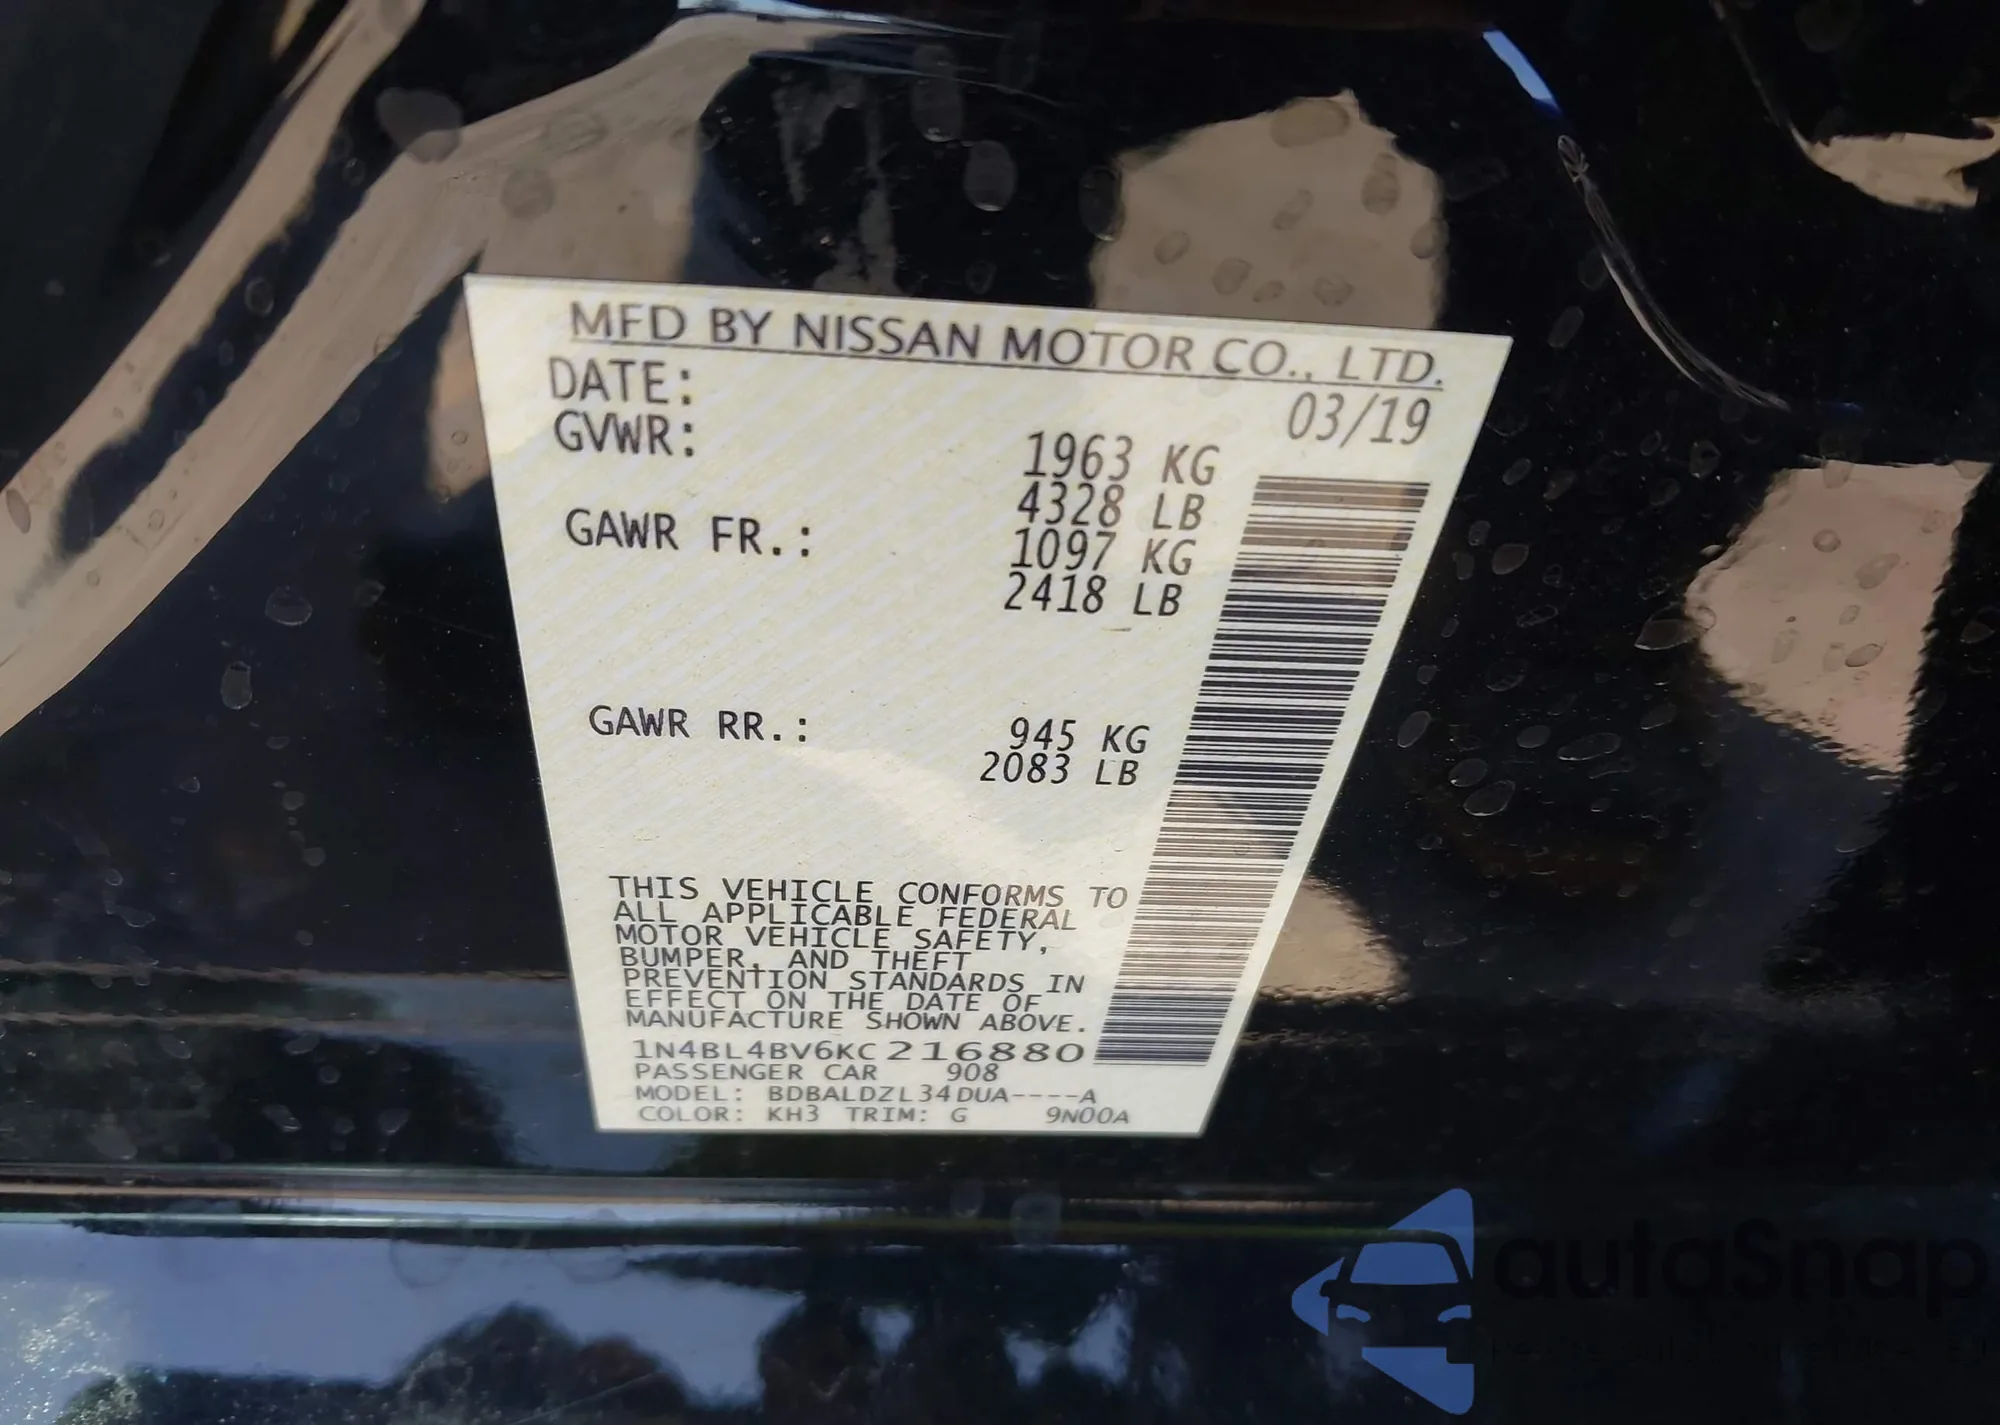 MFD BY NISSAN MOTOR CO., LTD.
DATE: 03/19
GVWR: 1963 KG
4328 LB
GAWR FR.: 1097 KG
2418 LB
GAWR RR.: 945 KG
2083 LB
THIS VEHICLE CONFORMS TO
ALL APPLICABLE FEDERAL
MOTOR VEHICLE SAFETY,
BUMPER, AND THEFT
PREVENTION STANDARDS IN
EFFECT ON THE DATE OF
MANUFACTURE SHOWN ABOVE.
1N4BL4BV6KC216880
PASSENGER CAR 908
MODEL: BDBALDZL34DUA----A
COLOR: KH3 TRIM: G 9N00A
autoSnap